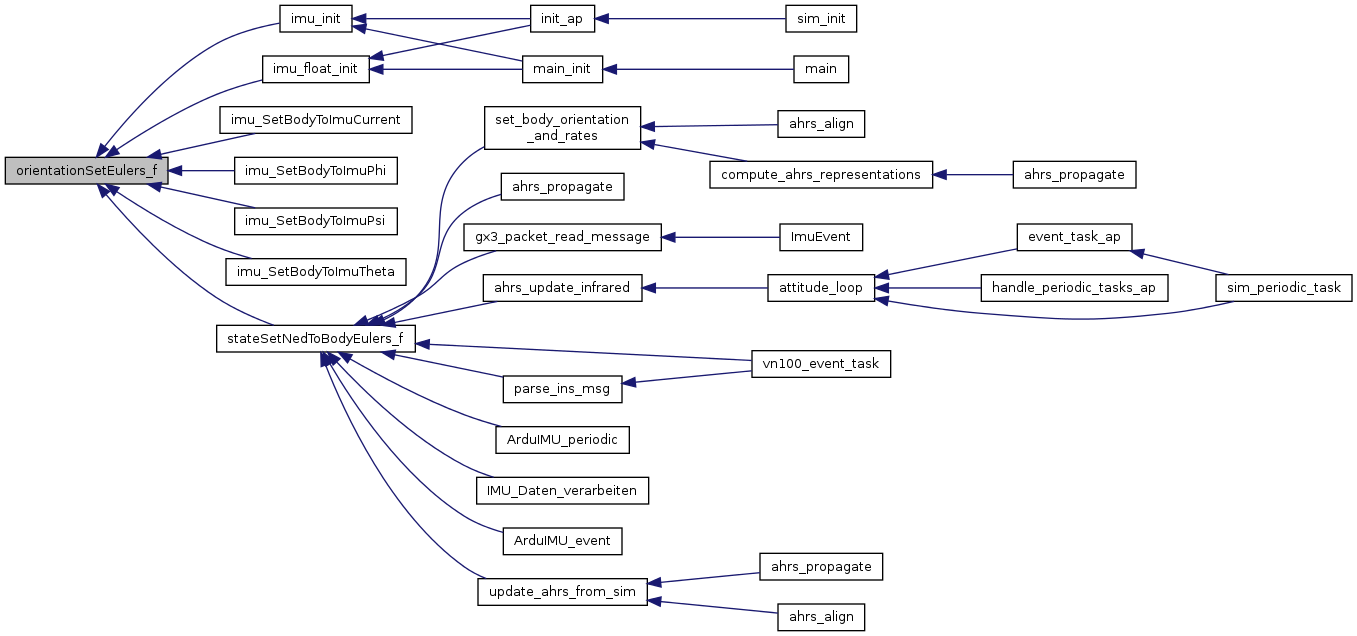 imu_init
init_ap
sim_init
imu_float_init
main_init
main
imu_SetBodyToImuCurrent
set_body_orientation
_and_rates
ahrs_align
orientationSetEulers_f
imu_SetBodyToImuPhi
compute_ahrs_representations
ahrs_propagate
ahrs_propagate
imu_SetBodyToImuPsi
gx3_packet_read_message
ImuEvent
event_task_ap
imu_SetBodyToImuTheta
ahrs_update_infrared
attitude_loop
handle_periodic_tasks_ap
sim_periodic_task
stateSetNedToBodyEulers_f
vn100_event_task
parse_ins_msg
ArduIMU_periodic
IMU_Daten_verarbeiten
ArduIMU_event
update_ahrs_from_sim
ahrs_propagate
ahrs_align